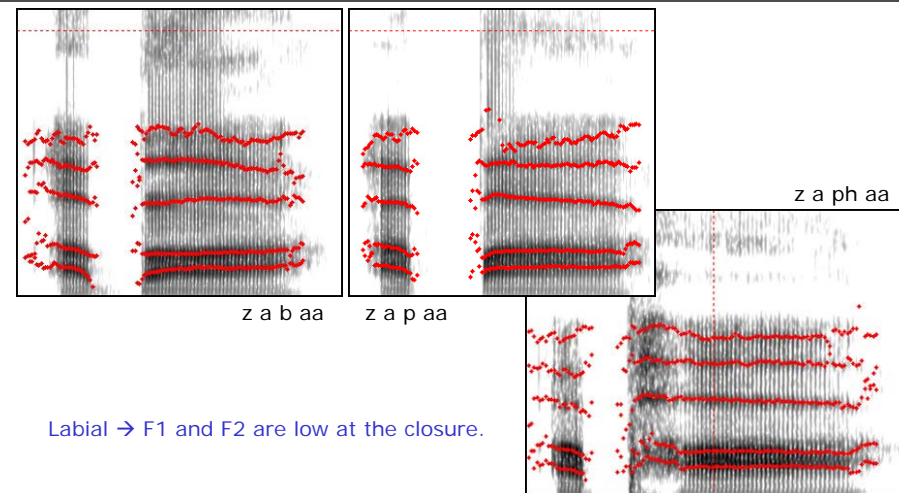 z a ph aa
z a b aa
z a p aa
Labial → F1 and F2 are low at the closure.